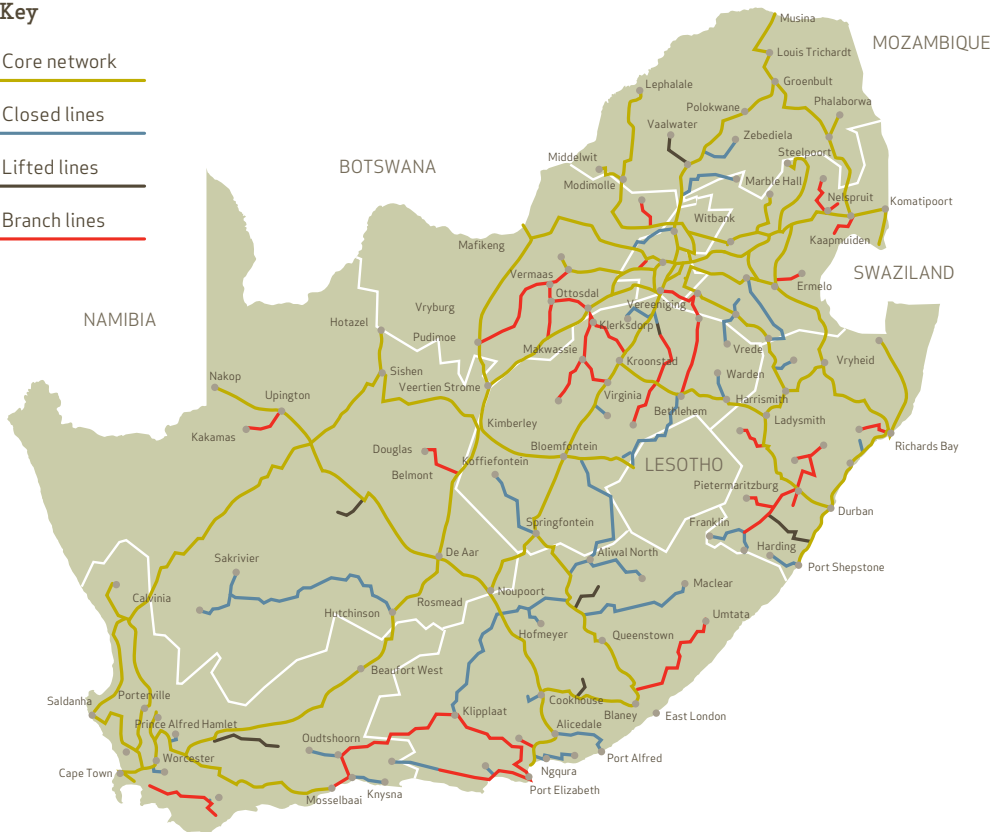 Key
Core network
Closed lines
Lifted lines
Branch lines
Musina
MOZAMBIQUE
Louis Trichardt
Groenbult
Lephalale
Phalaborwa
Polokwane
Vaalwater
Zebediela
Steelpoort
Middelwit
BOTSWANA
Modimolle
Marble Hall
Nelspruit
Komatipoort
Witbank
Kaapmuiden
Mafikeng
SWAZILAND
Vermaas
Ermelo
Ottosdal
Vereeniging
Vryburg
NAMIBIA
Hotazel
Klerksdorp
Pudimoe
Makwassie
Vrede
Kroonstad
Vryheid
Sishen
Warden
Nakop
Veertien Strome
Upington
Virginia
Harrismith
Bethlehem
Ladysmith
Kimberley
Kakamas
Richards Bay
Bloemfontein
Douglas
Koffiefontein
LESOTHO
Belmont
Pietermaritzburg
Durban
Springfontein
Franklin
Harding
De Aar
Aliwal North
Sakrivier
Port Shepstone
Maclear
Noupoort
Calvinia
Rosmead
Hutchinson
Umtata
Hofmeyer
Queenstown
Beaufort West
Porterville
Saldanha
Cookhouse
Klipplaat
Blaney
East London
Prince Alfred Hamlet
Alicedale
Oudtshoorn
Worcester
Port Alfred
Cape Town
Ngqura
Port Elizabeth
Knysna
Mosselbaai